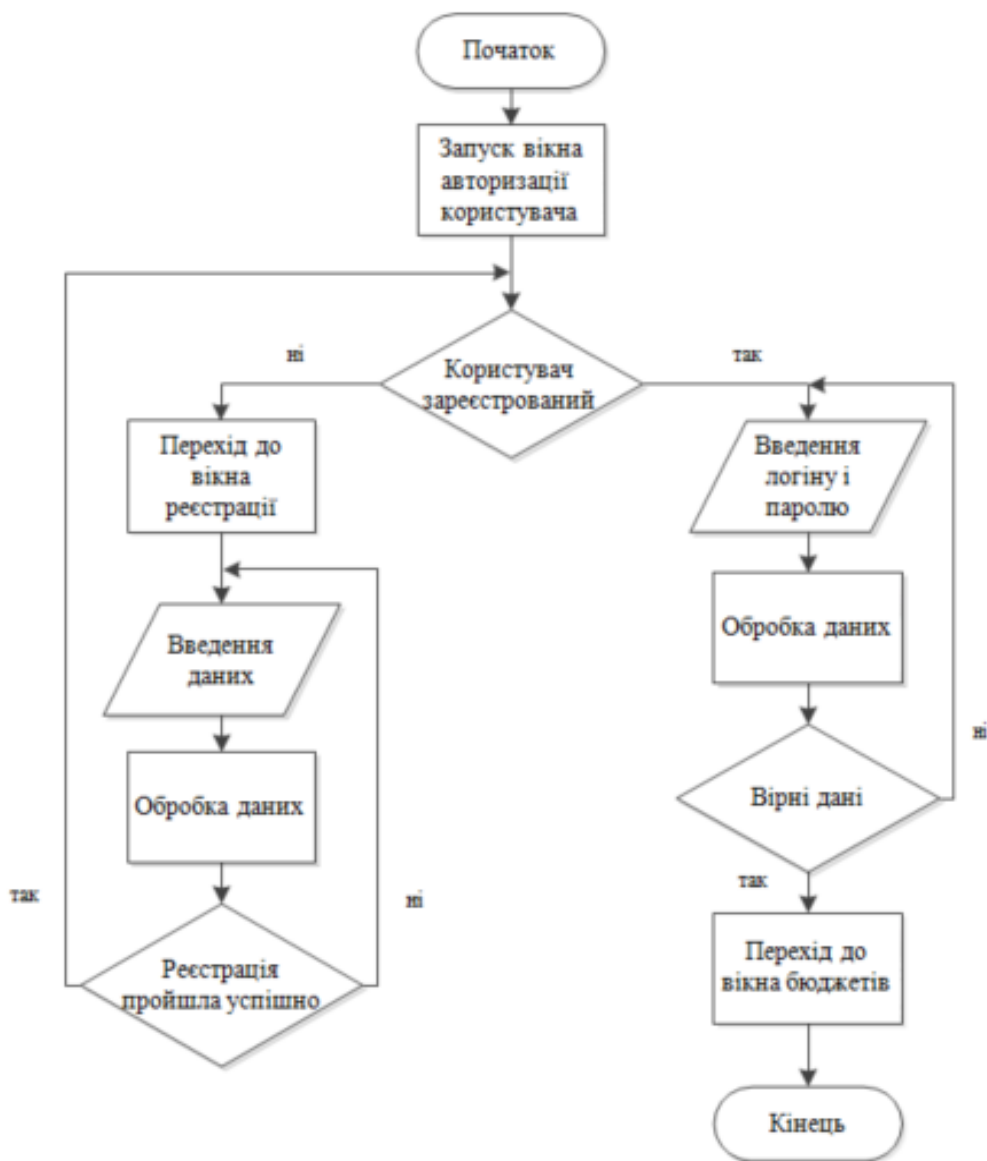 Початок
Запуск вікна
авторизації
користувача
ні
так
Користувач
зареєстрований
Перехід до
вікна
реєстрації
Введення
логіну і
паролю
Введення
даних
Обробка даних
ні
Вірні дані
Обробка даних
так
ні
так
Перехід до
вікна бюджетів
Реєстрація
пройшла успішно
Кінець